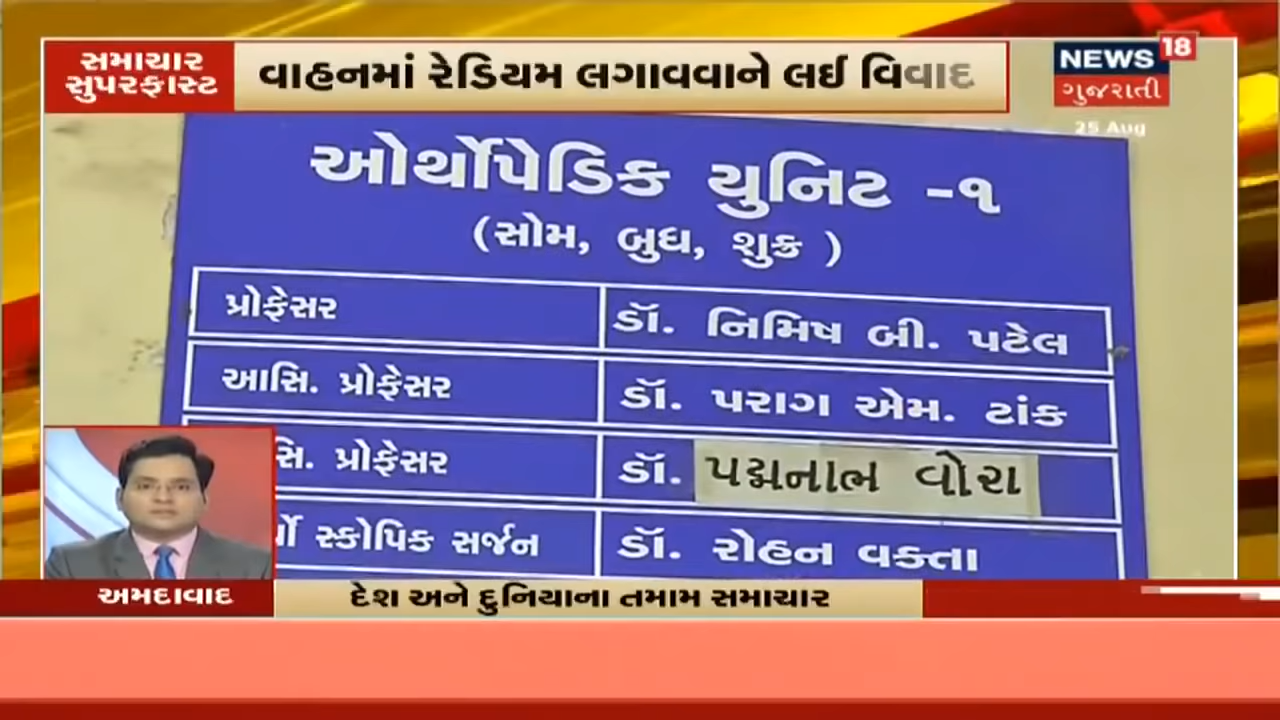 સમાચાર
સુપરફાસ્ટ
વાહનમાં રેડિયમ લગાવવાને લઈ વિવાદ
NEWS 18
ગુજરાતી
25 Aug
ઓર્થોપેડિક યુનિટ -૧
(સોમ, બુધ, શુક્ર )
પ્રોફેસર ડૉ. નિમિષ બી. પટેલ
આસિ. પ્રોફેસર ડૉ. પરાગ એમ. ટાંક
સિ. પ્રોફેસર ડૉ. પદ્મનાભ વોરા
ર્થો સ્કોપિક સર્જન ડૉ. રોહન વક્તા
અમદાવાદ
દેશ અને દુનિયાના તમામ સમાચાર